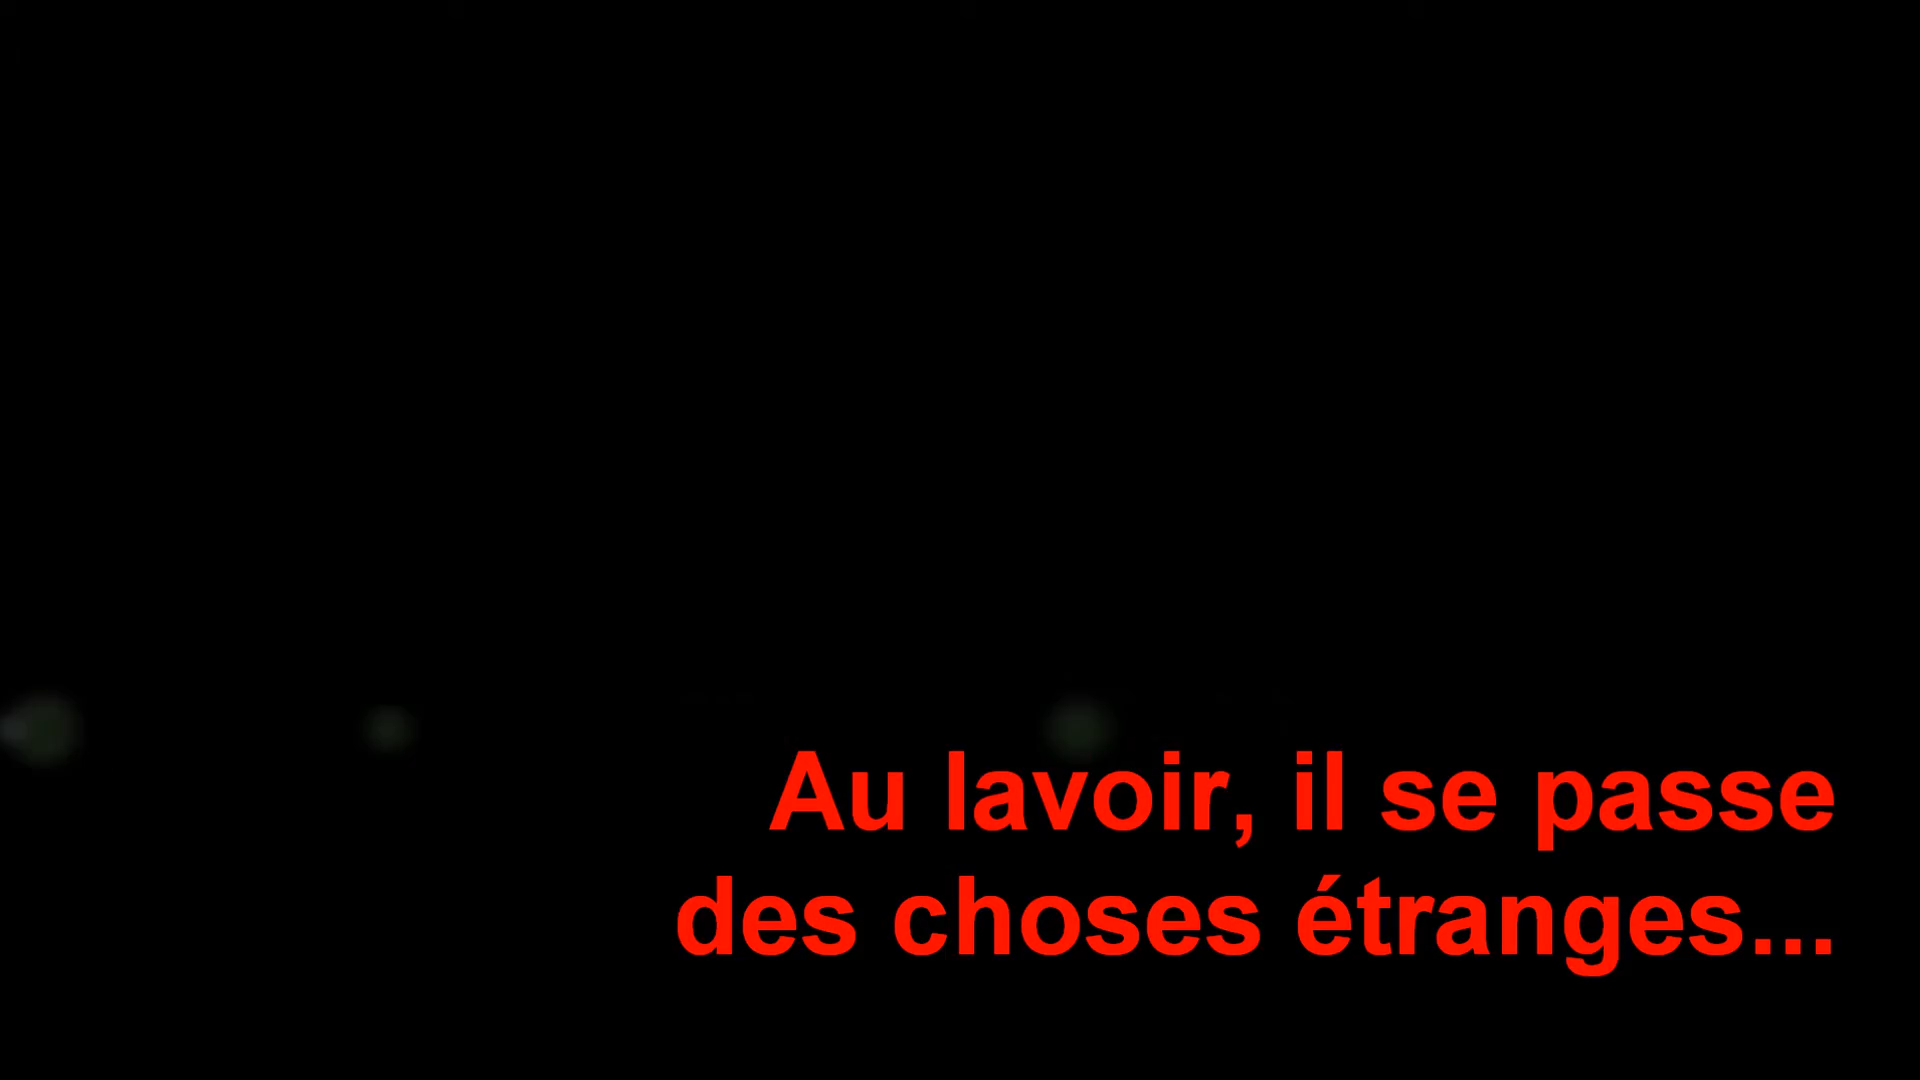 Au lavoir, il se passe
des choses étranges...